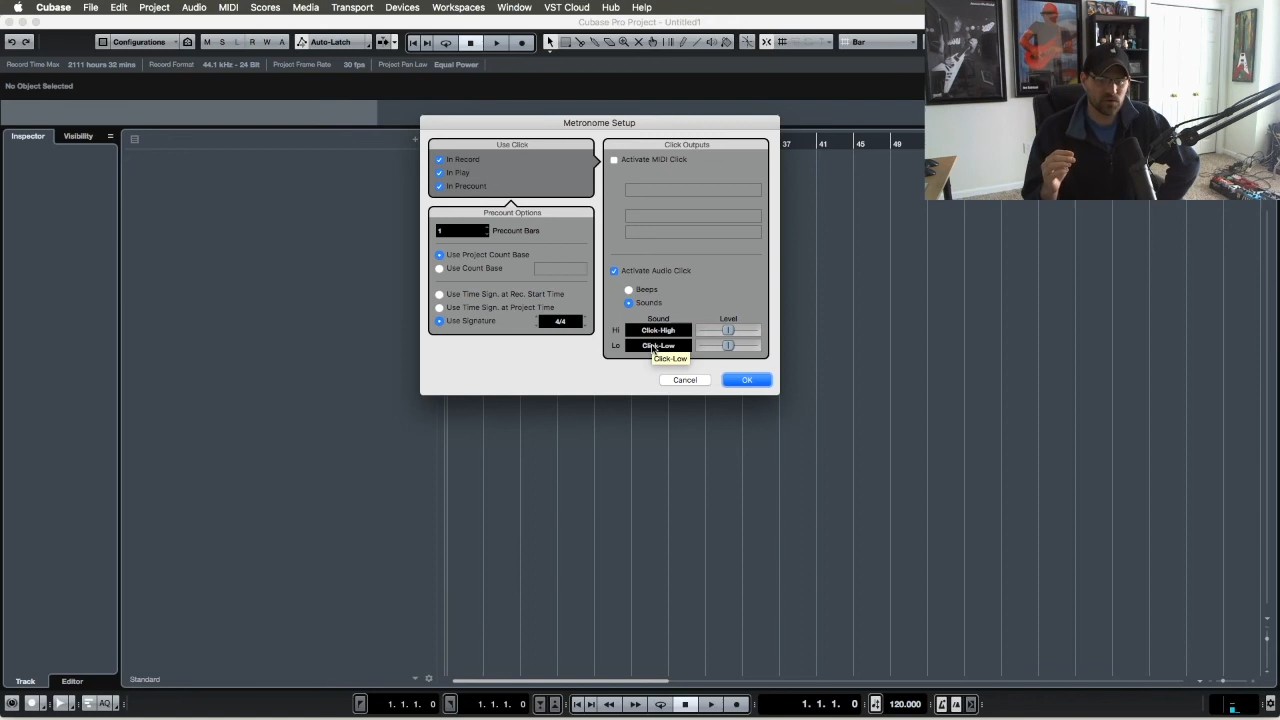 Cubase File Edit Project Audio MIDI Scores Media Transport Devices Workspaces Window VST Cloud Hub Help
Cubase Pro Project - Untitled1
Configurations M S L R W A Auto-Latch Bar
Record Time Max 2111 hours 32 mins Record Format 44.1 kHz - 24 Bit Project Frame Rate 30 fps Project Pan Law Equal Power
No Object Selected
Inspector Visibility
37 41 45 49
Metronome Setup
Use Click
In Record
In Play
In Precount
Precount Options
1 Precount Bars
Use Project Count Base
Use Count Base
Use Time Sign. at Rec. Start Time
Use Time Sign. at Project Time
Use Signature 4/4
Click Outputs
Activate MIDI Click
Activate Audio Click
Beeps
Sounds
Sound Level
Hi Click-High
Lo Click-Low
Click-Low
Cancel OK
Track Editor Standard
AQ 1. 1. 1. 0 1. 1. 1. 0 1. 1. 1. 0 120.000